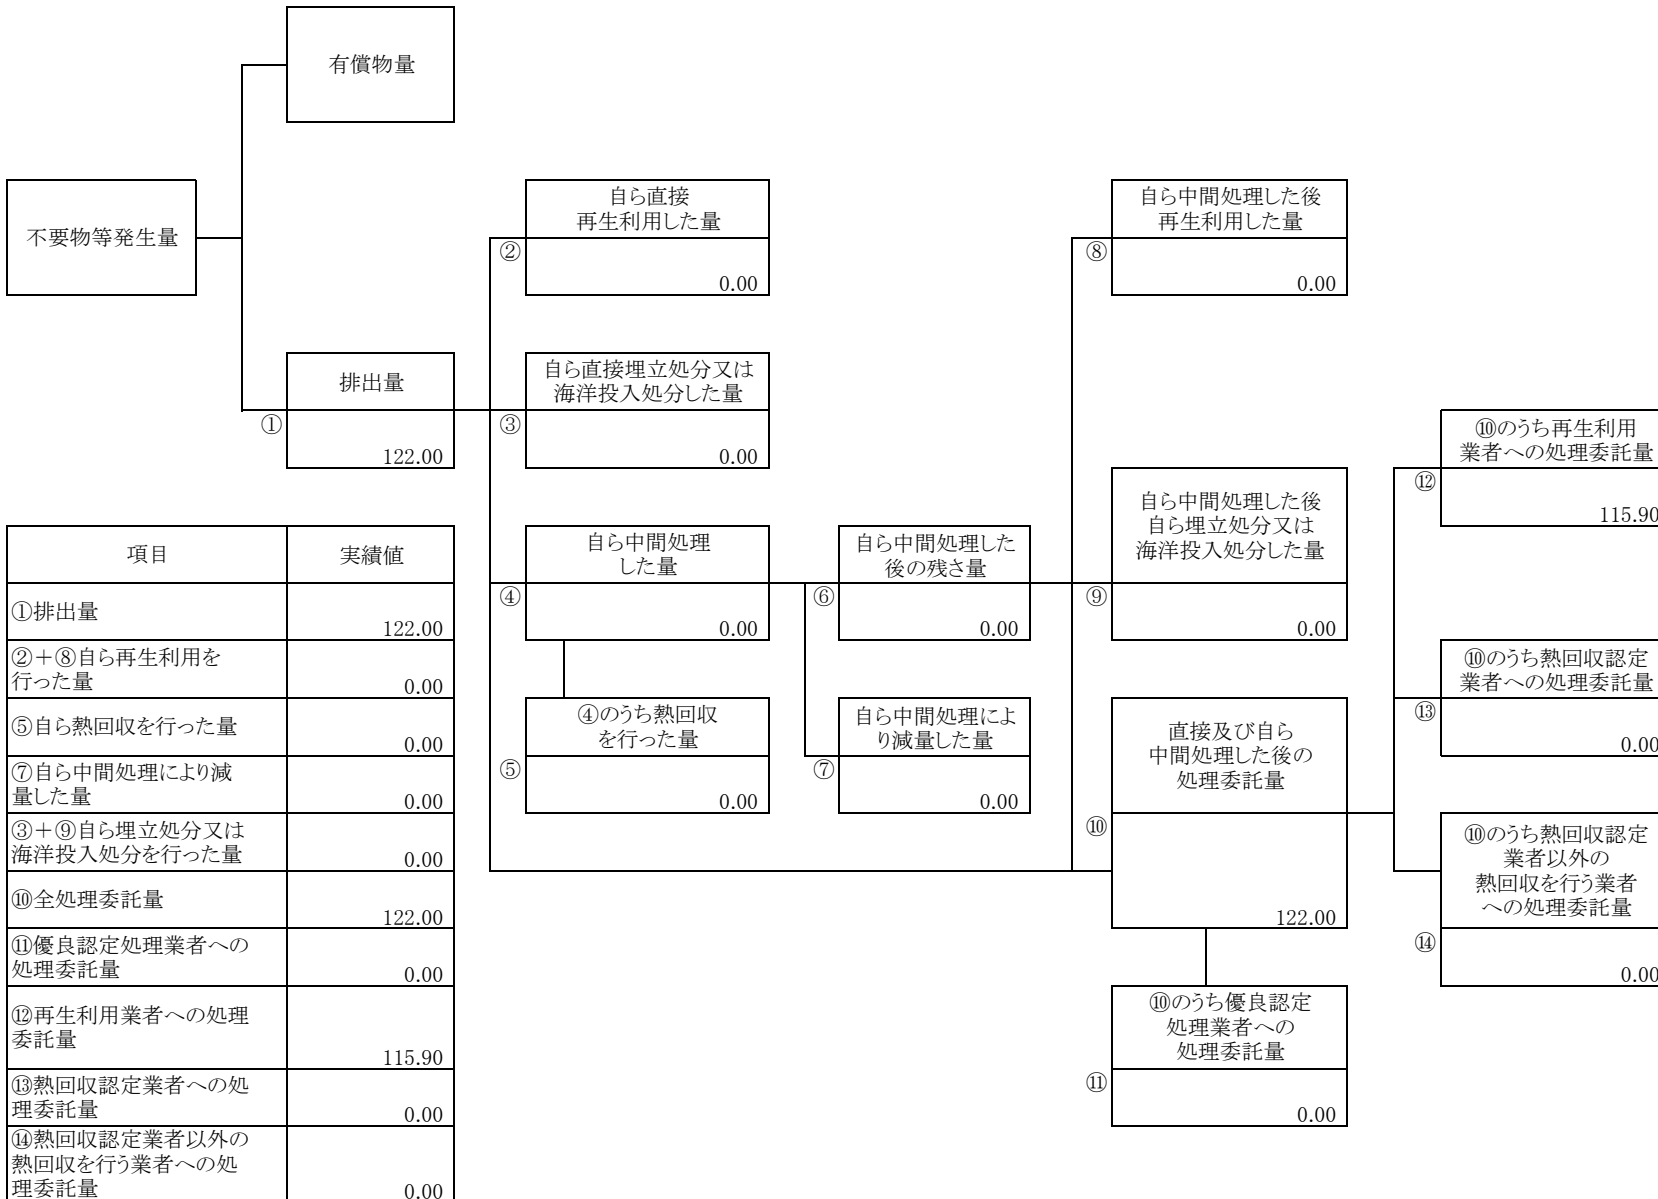 有償物量
不要物等発生量
自ら直接
再生利用した量
②
0.00
自ら中間処理した後
再生利用した量
⑧
0.00
排出量
①
122.00
自ら直接埋立処分又は
海洋投入処分した量
③
0.00
⑩のうち再生利用
業者への処理委託量
⑫
115.90
自ら中間処理
した量
④
0.00
自ら中間処理した
後の残さ量
⑥
0.00
自ら中間処理した後
自ら埋立処分又は
海洋投入処分した量
⑨
0.00
⑩のうち熱回収認定
業者への処理委託量
⑬
0.00
④のうち熱回収
を行った量
⑤
0.00
自ら中間処理によ
り減量した量
⑦
0.00
直接及び自ら
中間処理した後の
処理委託量
⑩
122.00
⑩のうち熱回収認定
業者以外の
熱回収を行う業者
への処理委託量
⑭
0.00
⑩のうち優良認定
処理業者への
処理委託量
⑪
0.00
項目 実績値
①排出量
122.00
②+⑧自ら再生利用を
行った量
0.00
⑤自ら熱回収を行った量
0.00
⑦自ら中間処理により減
量した量
0.00
③+⑨自ら埋立処分又は
海洋投入処分を行った量
0.00
⑩全処理委託量
122.00
⑪優良認定処理業者への
処理委託量
0.00
⑫再生利用業者への処理
委託量
115.90
⑬熱回収認定業者への処
理委託量
0.00
⑭熱回収認定業者以外の
熱回収を行う業者への処
理委託量
0.00